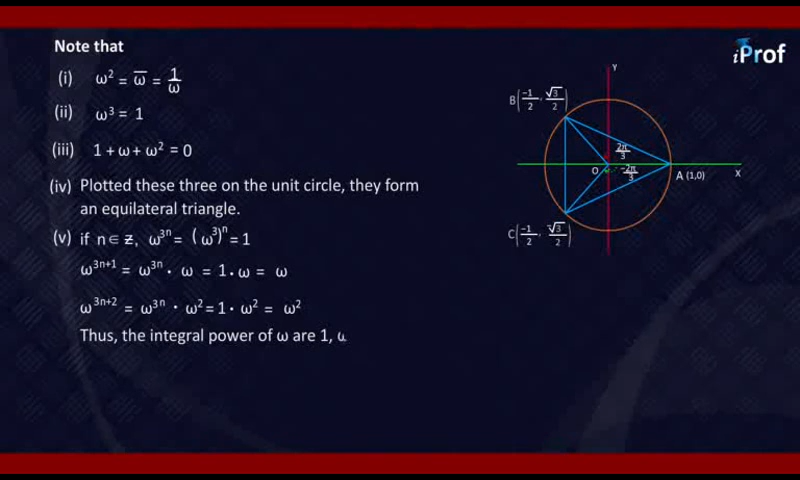 Note that
(i) ω² = ω̅ = 1/ω
(ii) ω³ = 1
(iii) 1 + ω + ω² = 0
(iv) Plotted these three on the unit circle, they form
an equilateral triangle.
(v) if n ∈ Z, ω³ⁿ = (ω³)ⁿ = 1
ω³ⁿ⁺¹ = ω³ⁿ · ω = 1 · ω = ω
ω³ⁿ⁺² = ω³ⁿ · ω² = 1 · ω² = ω²
Thus, the integral power of ω are 1,
iProf
Y
B(-1/2, √3/2)
2π/3
O
-2π/3
A (1,0)
X
C(-1/2, -√3/2)